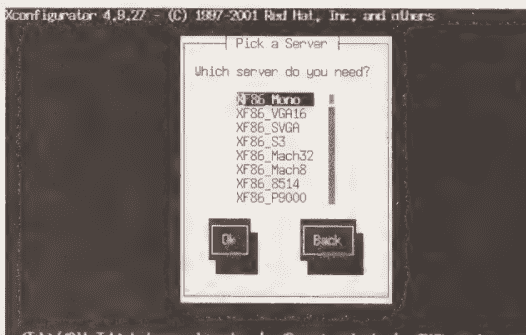 Xconfigurator 4.9.27 - (C) 1997-2001 Red Hat, Inc, and others
Pick a Server
Which server do you need?
XF86_Mono
XF86_VGA16
XF86_SVGA
XF86_S3
XF86_Mach32
XF86_Mach8
XF86_8514
XF86_P9000
Ok
Back